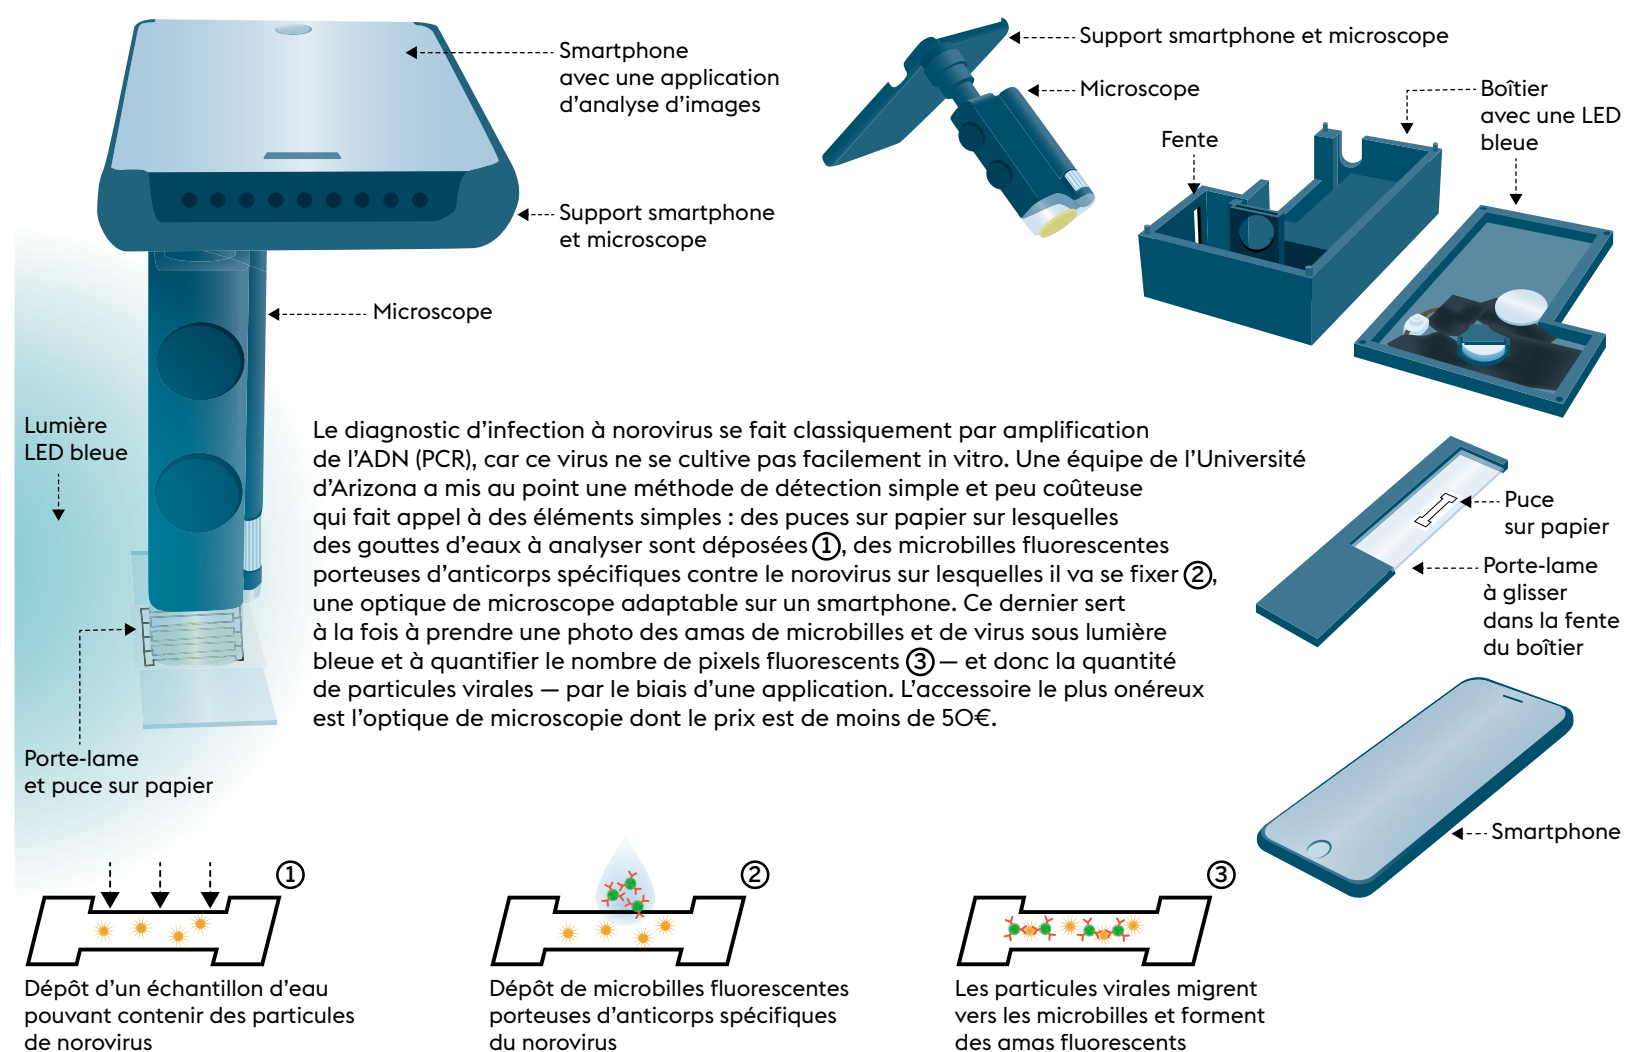 Smartphone
avec une application
d’analyse d’images
Support smartphone
et microscope
Microscope
Lumière
LED bleue
Porte-lame
et puce sur papier
Support smartphone et microscope
Microscope
Fente
Boîtier
avec une LED
bleue
Puce
sur papier
Porte-lame
à glisser
dans la fente
du boîtier
Smartphone
Le diagnostic d’infection à norovirus se fait classiquement par amplification
de l’ADN (PCR), car ce virus ne se cultive pas facilement in vitro. Une équipe de l’Université
d’Arizona a mis au point une méthode de détection simple et peu coûteuse
qui fait appel à des éléments simples : des puces sur papier sur lesquelles
des gouttes d’eaux à analyser sont déposées ①, des microbilles fluorescentes
porteuses d’anticorps spécifiques contre le norovirus sur lesquelles il va se fixer ②,
une optique de microscope adaptable sur un smartphone. Ce dernier sert
à la fois à prendre une photo des amas de microbilles et de virus sous lumière
bleue et à quantifier le nombre de pixels fluorescents ③ — et donc la quantité
de particules virales — par le biais d’une application. L’accessoire le plus onéreux
est l’optique de microscopie dont le prix est de moins de 50€.
①
Dépôt d’un échantillon d’eau
pouvant contenir des particules
de norovirus
②
Dépôt de microbilles fluorescentes
porteuses d’anticorps spécifiques
du norovirus
③
Les particules virales migrent
vers les microbilles et forment
des amas fluorescents